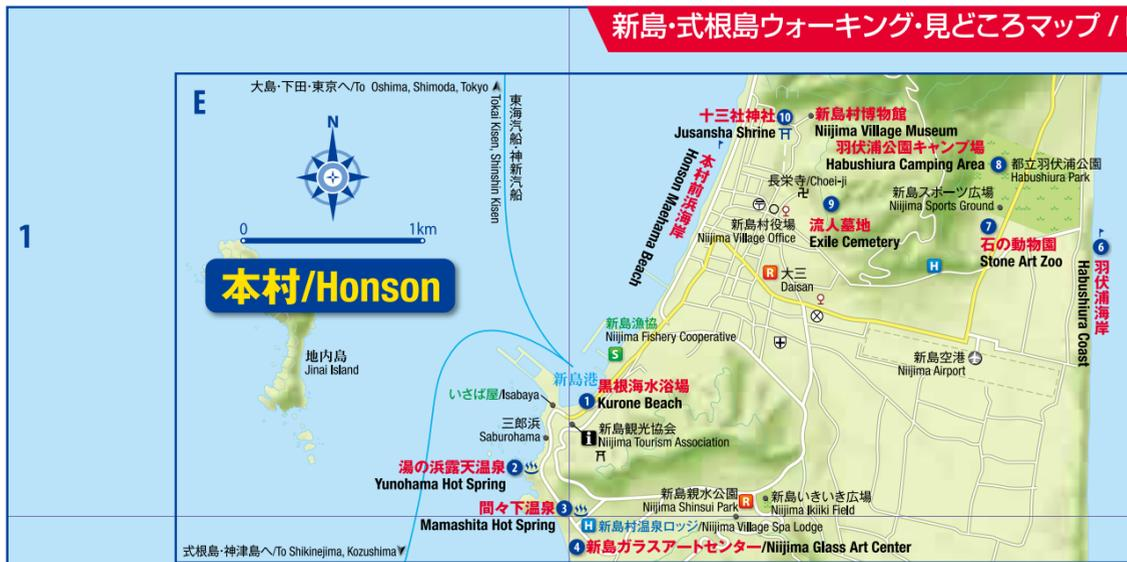 新島・式根島ウォーキング・見どころマップ /
E
大島・下田・東京へ/To Oshima, Shimoda, Tokyo
東海汽船・神新汽船
Tokai Kisen, Shinshin Kisen
N
0 1km
1
本村/Honson
地内島
Jinai Island
十三社神社 10
Jusansha Shrine
新島村博物館
Niijima Village Museum
羽伏浦公園キャンプ場
Habushiura Camping Area
8 都立羽伏浦公園
Habushiura Park
本村前浜海岸
Honson Maehama Beach
長栄寺/Choei-ji
新島スポーツ広場
Niijima Sports Ground
9
流人墓地
Exile Cemetery
新島村役場
Niijima Village Office
7
石の動物園
Stone Art Zoo
6 羽伏浦海岸
Habushiura Coast
H
R 大三
Daisan
新島漁協
Niijima Fishery Cooperative
S
新島空港
Niijima Airport
新島港
いさば屋/Isabaya
1 黒根海水浴場
Kurone Beach
三郎浜
Saburohama
i 新島観光協会
Niijima Tourism Association
湯の浜露天温泉 2
Yunohama Hot Spring
間々下温泉 3
Mamashita Hot Spring
新島親水公園 R
Niijima Shinsui Park
新島いきいき広場
Niijima Ikiiki Field
H 新島村温泉ロッジ/Niijima Village Spa Lodge
4 新島ガラスアートセンター/Niijima Glass Art Center
式根島・神津島へ/To Shikinejima, Kozushima